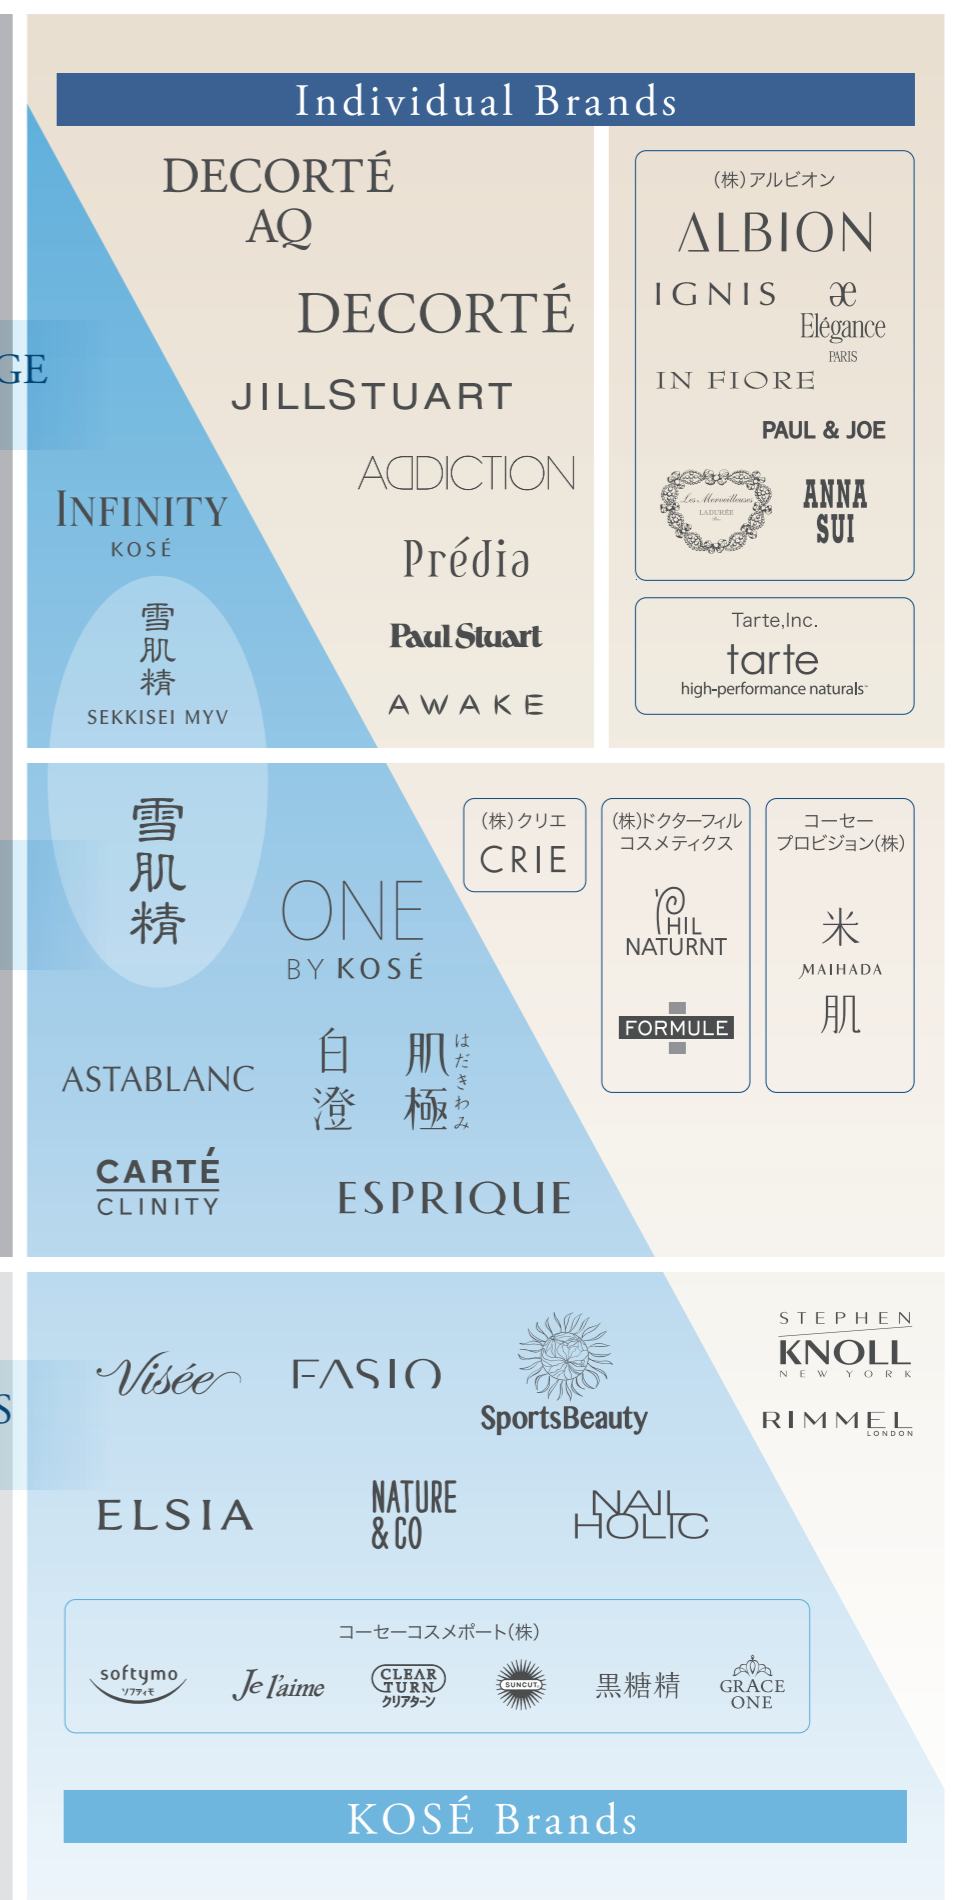 Individual Brands
DECORTÉ
AQ
DECORTÉ
JILLSTUART
ADDICTION
Prédia
Paul Stuart
AWAKE
GE
INFINITY
KOSÉ
雪
肌
精
SEKKISEI MYV
(株)アルビオン
ALBION
IGNIS
æ
Elégance
PARIS
IN FIORE
PAUL & JOE
Les Merveilleuses
LADURÉE
ANNA
SUI
Tarte,Inc.
tarte
high-performance naturals™
雪
肌
精
ONE
BY KOSÉ
ASTABLANC
白
澄
肌
極
はだきわみ
CARTÉ
CLINITY
ESPRIQUE
(株)クリエ
CRIE
(株)ドクターフィル
コスメティクス
PHIL
NATURNT
FORMULE
コーセー
プロビジョン(株)
米
MAIHADA
肌
S
Visée
FASIO
SportsBeauty
STEPHEN
KNOLL
NEW YORK
RIMMEL
LONDON
ELSIA
NATURE
& CO
NAIL
HOLIC
コーセーコスメポート(株)
softymo
ソフティモ
Je l'aime
CLEAR
TURN
クリアターン
SUNCUT®
黒糖精
GRACE
ONE
KOSÉ Brands